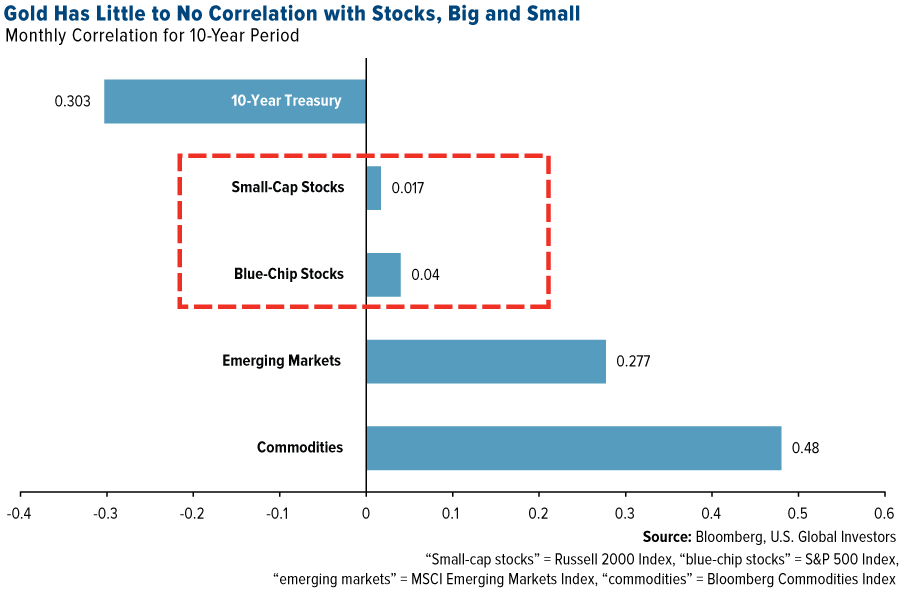 Gold Has Little to No Correlation with Stocks, Big and Small
Monthly Correlation for 10-Year Period
0.303
10-Year Treasury
Small-Cap Stocks
0.017
Blue-Chip Stocks
0.04
Emerging Markets
0.277
Commodities
0.48
-0.4 -0.3 -0.2 -0.1 0 0.1 0.2 0.3 0.4 0.5 0.6
Source: Bloomberg, U.S. Global Investors
“Small-cap stocks” = Russell 2000 Index, “blue-chip stocks” = S&P 500 Index,
“emerging markets” = MSCI Emerging Markets Index, “commodities” = Bloomberg Commodities Index